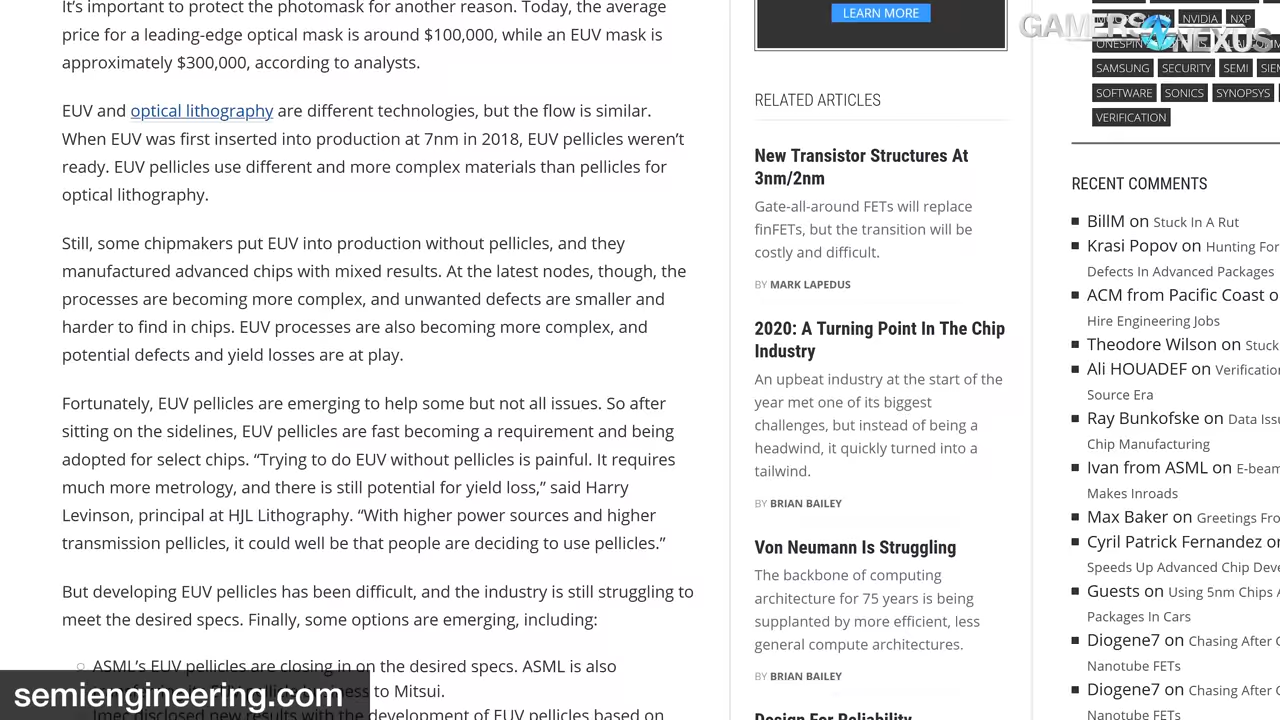 It’s important to protect the photomask for another reason. Today, the average
price for a leading-edge optical mask is around $100,000, while an EUV mask is
approximately $300,000, according to analysts.
EUV and optical lithography are different technologies, but the flow is similar.
When EUV was first inserted into production at 7nm in 2018, EUV pellicles weren’t
ready. EUV pellicles use different and more complex materials than pellicles for
optical lithography.
Still, some chipmakers put EUV into production without pellicles, and they
manufactured advanced chips with mixed results. At the latest nodes, though, the
processes are becoming more complex, and unwanted defects are smaller and
harder to find in chips. EUV processes are also becoming more complex, and
potential defects and yield losses are at play.
Fortunately, EUV pellicles are emerging to help some but not all issues. So after
sitting on the sidelines, EUV pellicles are fast becoming a requirement and being
adopted for select chips. “Trying to do EUV without pellicles is painful. It requires
much more metrology, and there is still potential for yield loss,” said Harry
Levinson, principal at HJL Lithography. “With higher power sources and higher
transmission pellicles, it could well be that people are deciding to use pellicles.”
But developing EUV pellicles has been difficult, and the industry is still struggling to
meet the desired specs. Finally, some options are emerging, including:
ASML’s EUV pellicles are closing in on the desired specs. ASML is also
to Mitsui.
development of EUV pellicles based on
semiengineering.com
LEARN MORE
RELATED ARTICLES
New Transistor Structures At
3nm/2nm
Gate-all-around FETs will replace
finFETs, but the transition will be
costly and difficult.
BY MARK LAPEDUS
2020: A Turning Point In The Chip
Industry
An upbeat industry at the start of the
year met one of its biggest
challenges, but instead of being a
headwind, it quickly turned into a
tailwind.
BY BRIAN BAILEY
Von Neumann Is Struggling
The backbone of computing
architecture for 75 years is being
supplanted by more efficient, less
general compute architectures.
BY BRIAN BAILEY
Design For Reliability
GAMERS NEXUS
NVIDIA NXP
ONESPIN
SAMSUNG SECURITY SEMI SIEM
SOFTWARE SONICS SYNOPSYS
VERIFICATION
RECENT COMMENTS
BillM on Stuck In A Rut
Krasi Popov on Hunting For
Defects In Advanced Packages
ACM from Pacific Coast o
Hire Engineering Jobs
Theodore Wilson on Stuck
Ali HOUADEF on Verification
Source Era
Ray Bunkofske on Data Issu
Chip Manufacturing
Ivan from ASML on E-beam
Makes Inroads
Max Baker on Greetings Fro
Cyril Patrick Fernandez on
Speeds Up Advanced Chip Deve
Guests on Using 5nm Chips A
Packages In Cars
Diogene7 on Chasing After C
Nanotube FETs
Diogene7 on Chasing After C
Nanotube FETs